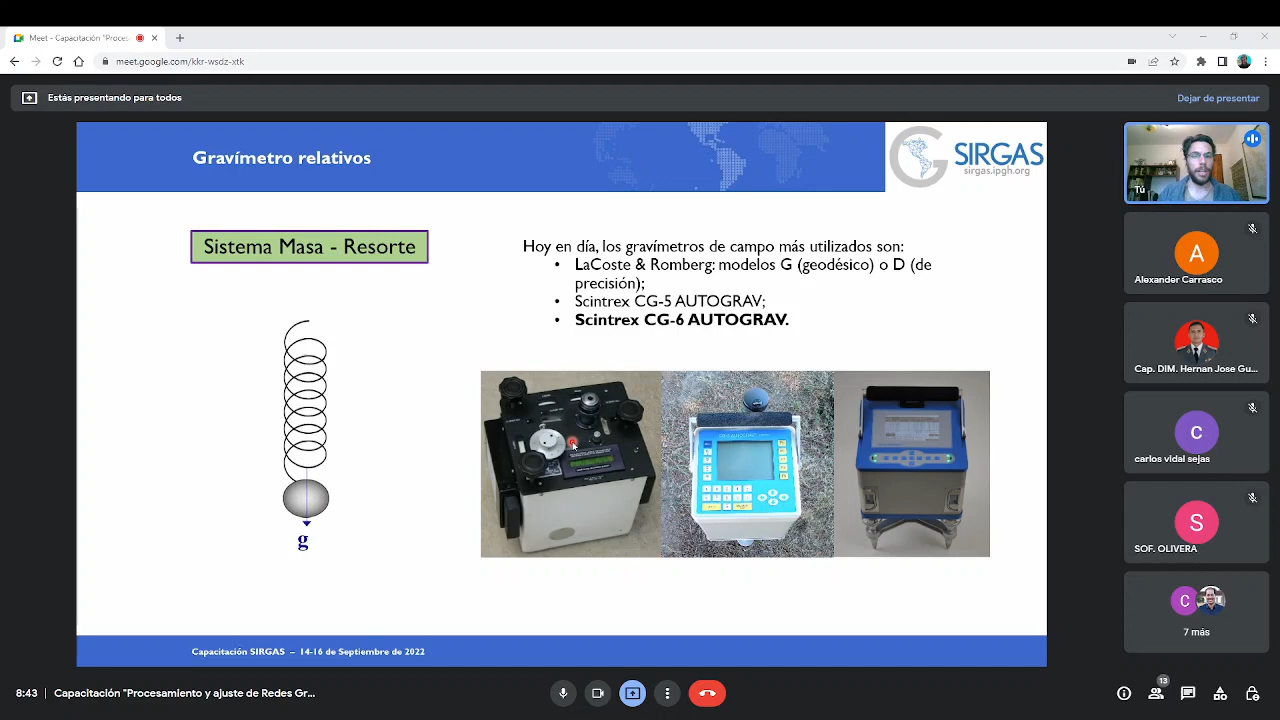 Meet - Capacitación "Proces
meet.google.com/kkr-wsdz-xtk
Estás presentando para todos
Dejar de presentar
Gravímetro relativos
SIRGAS
sirgas.ipgh.org
Sistema Masa - Resorte
Hoy en día, los gravímetros de campo más utilizados son:
• LaCoste & Romberg: modelos G (geodésico) o D (de
precisión);
• Scintrex CG-5 AUTOGRAV;
• Scintrex CG-6 AUTOGRAV.
g
Capacitación SIRGAS – 14-16 de Septiembre de 2022
Tú
A
Alexander Carrasco
Cap. DIM. Hernan Jose Gu...
c
carlos vidal sejas
S
SOF. OLIVERA
C
7 más
8:43
Capacitación "Procesamiento y ajuste de Redes Gr...
13